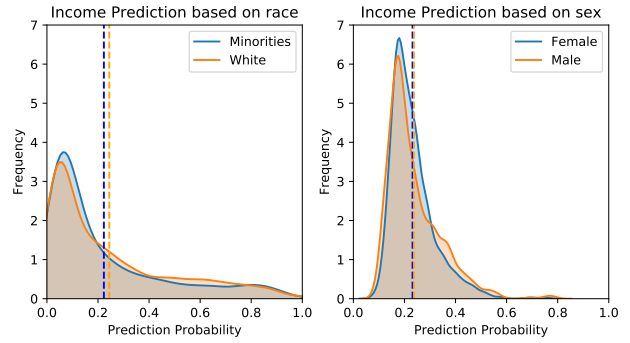 Income Prediction based on race
7
6
5
4
3
2
1
0
Frequency
Minorities
White
0.0 0.2 0.4 0.6 0.8 1.0
Prediction Probability
Income Prediction based on sex
7
6
5
4
3
2
1
0
Frequency
Female
Male
0.0 0.2 0.4 0.6 0.8 1.0
Prediction Probability